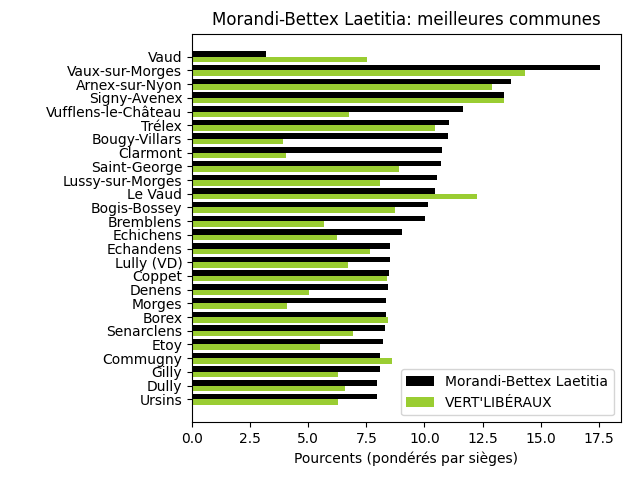 Morandi-Bettex Laetitia: meilleures communes
Vaud
Vaux-sur-Morges
Arnex-sur-Nyon
Signy-Avenex
Vufflens-le-Château
Trélex
Bougy-Villars
Clarmont
Saint-George
Lussy-sur-Morges
Le Vaud
Bogis-Bossey
Bremblens
Echichens
Echandens
Lully (VD)
Coppet
Denens
Morges
Borex
Senarclens
Etoy
Commugny
Gilly
Dully
Ursins
Morandi-Bettex Laetitia
VERT'LIBÉRAUX
0.0 2.5 5.0 7.5 10.0 12.5 15.0 17.5
Pourcents (pondérés par sièges)